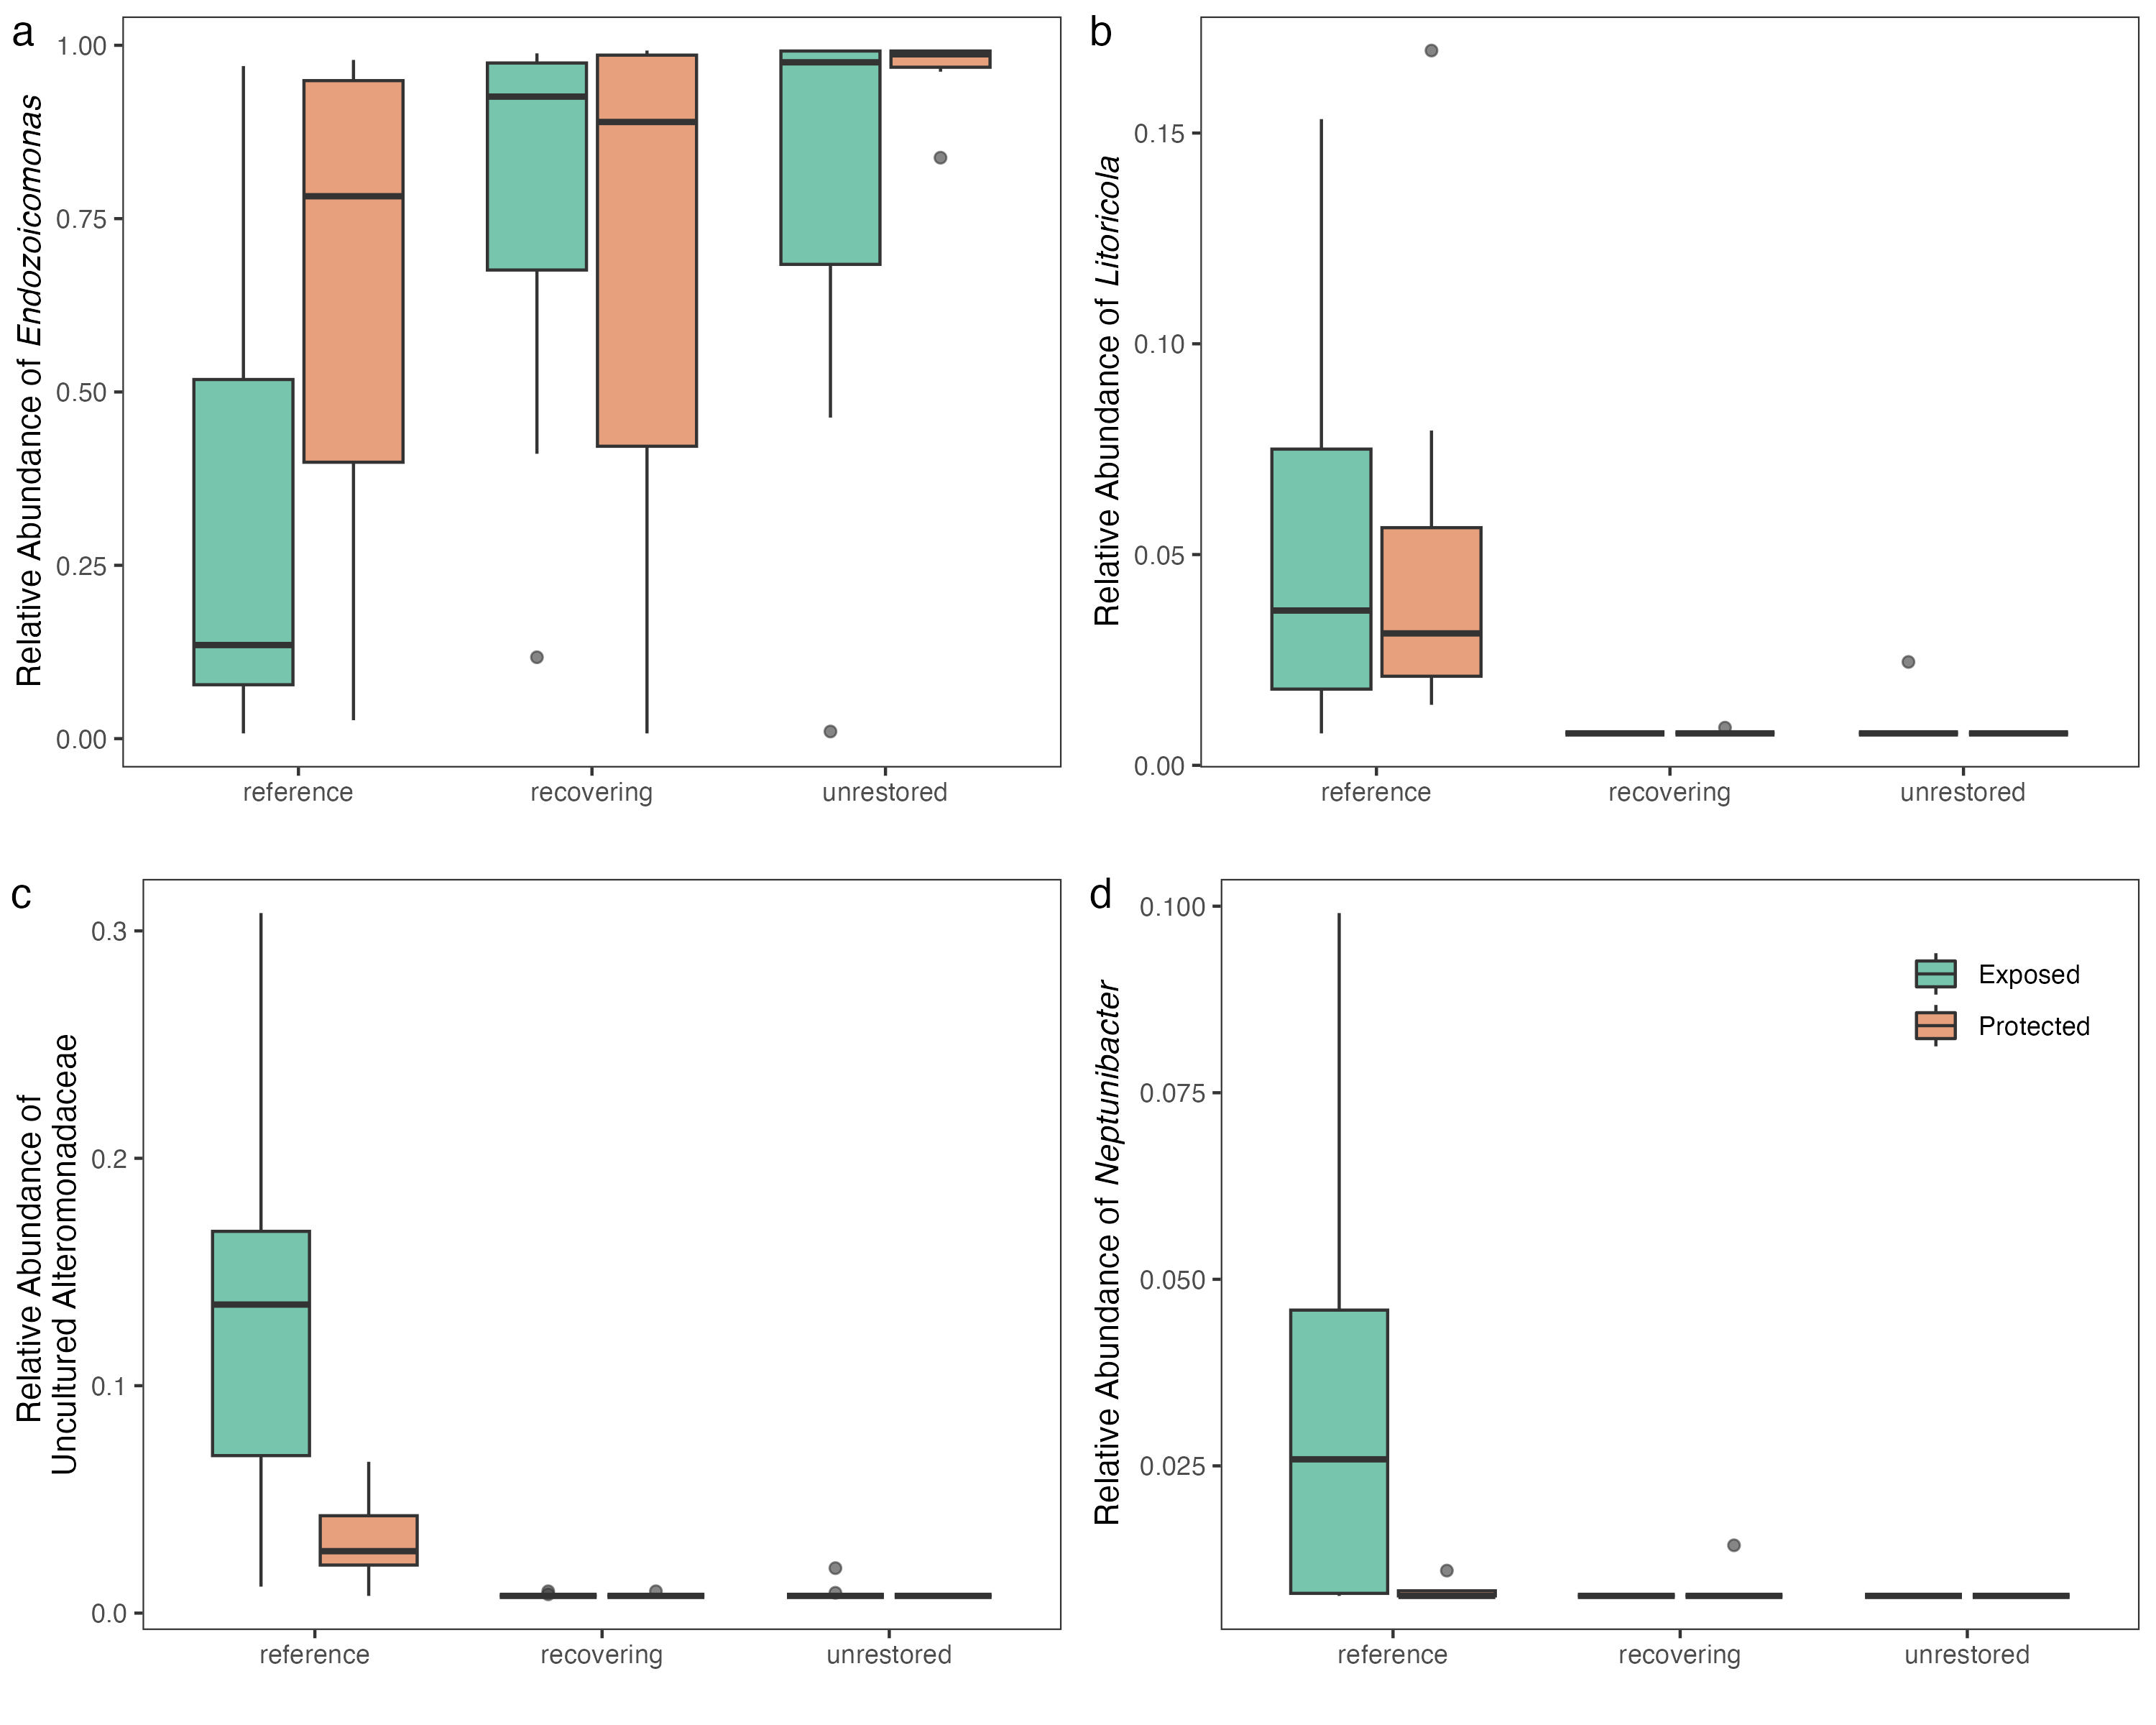 a
Relative Abundance of Endozoicomonas
1.00
0.75
0.50
0.25
0.00
reference
recovering
unrestored
b
Relative Abundance of Litoricola
0.15
0.10
0.05
0.00
reference
recovering
unrestored
c
Relative Abundance of
Uncultured Alteromonadaceae
0.3
0.2
0.1
0.0
reference
recovering
unrestored
d
Relative Abundance of Neptunibacter
0.100
0.075
0.050
0.025
Exposed
Protected
reference
recovering
unrestored